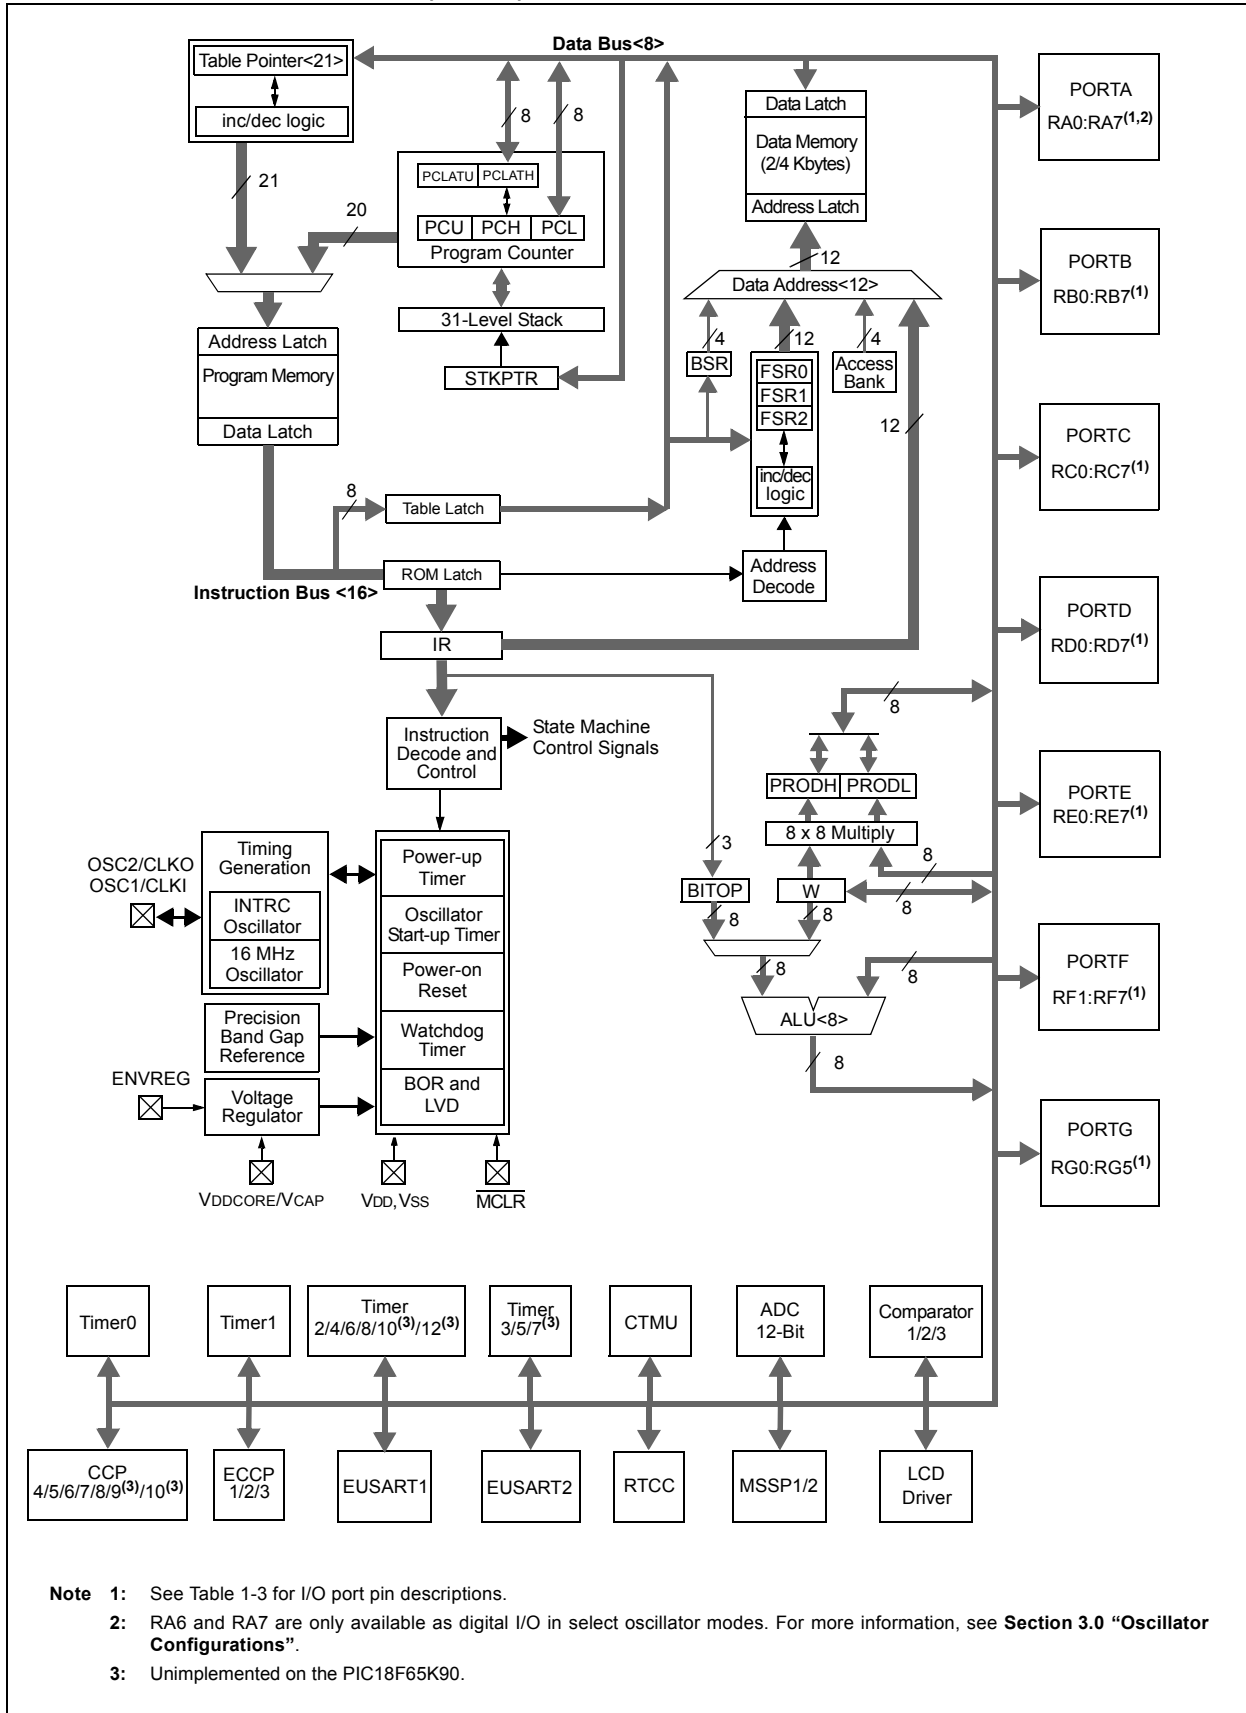 Data Bus<8>
Table Pointer<21>
inc/dec logic
21
20
8
8
PCLATU PCLATH
PCU PCH PCL
Program Counter
31-Level Stack
STKPTR
Address Latch
Program Memory
Data Latch
8
Table Latch
ROM Latch
Instruction Bus <16>
IR
Data Latch
Data Memory
(2/4 Kbytes)
Address Latch
12
Data Address<12>
4
12
4
BSR
FSR0
FSR1
FSR2
inc/dec
logic
Access
Bank
12
Address
Decode
PORTA
RA0:RA7(1,2)
PORTB
RB0:RB7(1)
PORTC
RC0:RC7(1)
PORTD
RD0:RD7(1)
PORTE
RE0:RE7(1)
PORTF
RF1:RF7(1)
PORTG
RG0:RG5(1)
Instruction
Decode and
Control
State Machine
Control Signals
8
PRODH PRODL
8 x 8 Multiply
3
8
BITOP
W
8
8
8
8
8
ALU<8>
8
OSC2/CLKO
OSC1/CLKI
Timing
Generation
INTRC
Oscillator
16 MHz
Oscillator
Precision
Band Gap
Reference
ENVREG
Voltage
Regulator
Power-up
Timer
Oscillator
Start-up Timer
Power-on
Reset
Watchdog
Timer
BOR and
LVD
VDDCORE/VCAP
VDD, VSS
MCLR
Timer0
Timer1
Timer
2/4/6/8/10(3)/12(3)
Timer
3/5/7(3)
CTMU
ADC
12-Bit
Comparator
1/2/3
CCP
4/5/6/7/8/9(3)/10(3)
ECCP
1/2/3
EUSART1
EUSART2
RTCC
MSSP1/2
LCD
Driver
Note 1: See Table 1-3 for I/O port pin descriptions.
2: RA6 and RA7 are only available as digital I/O in select oscillator modes. For more information, see Section 3.0 “Oscillator
Configurations”.
3: Unimplemented on the PIC18F65K90.